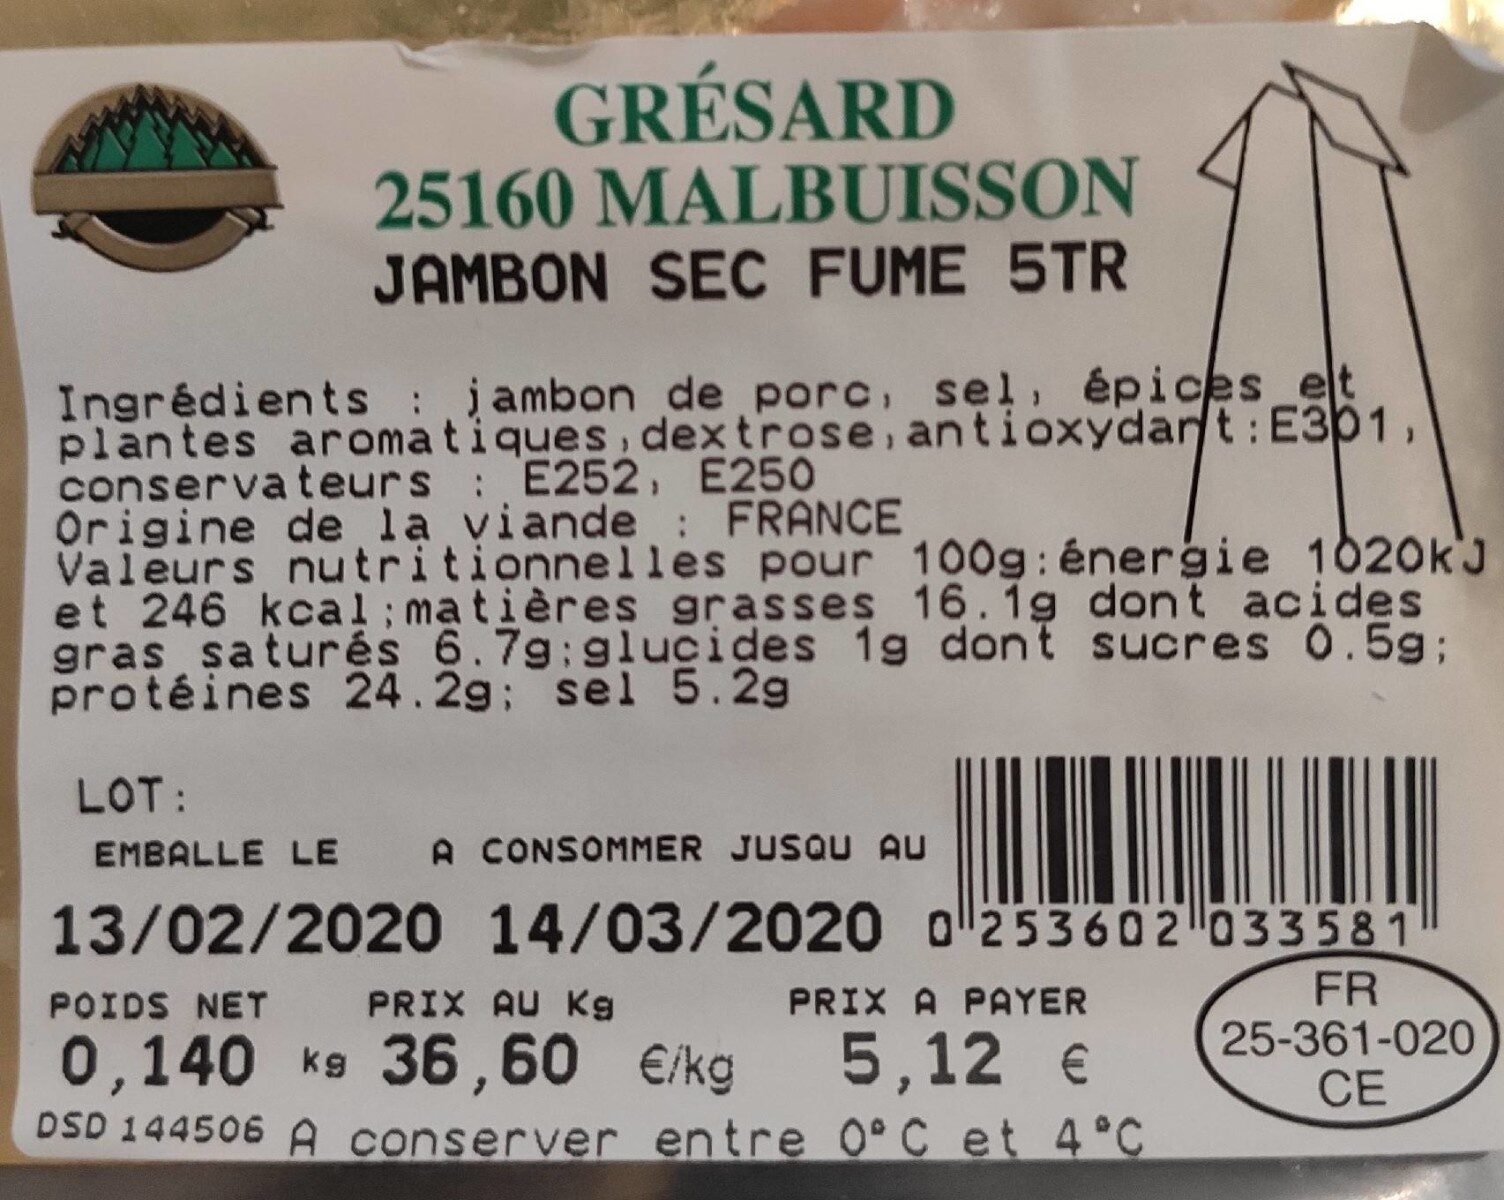 GRÉSARD
25160 MALBUISSON
JAMBON SEC FUME 5TR
Ingrédients : jambon de porc, sel, épices et
plantes aromatiques,dextrose,antioxydant:E301,
conservateurs : E252, E250
Origine de la viande : FRANCE
Valeurs nutritionnelles pour 100g:énergie 1020kJ
et 246 kcal;matières grasses 16.1g dont acides
gras saturés 6.7g;glucides 1g dont sucres 0.5g;
protéines 24.2g; sel 5.2g
LOT:
EMBALLE LE A CONSOMMER JUSQU AU
13/02/2020 14/03/2020
0 253602 033581
POIDS NET PRIX AU Kg PRIX A PAYER
0,140 kg 36,60 €/kg 5,12 €
FR
25-361-020
CE
DSD 144506 A conserver entre 0°C et 4°C